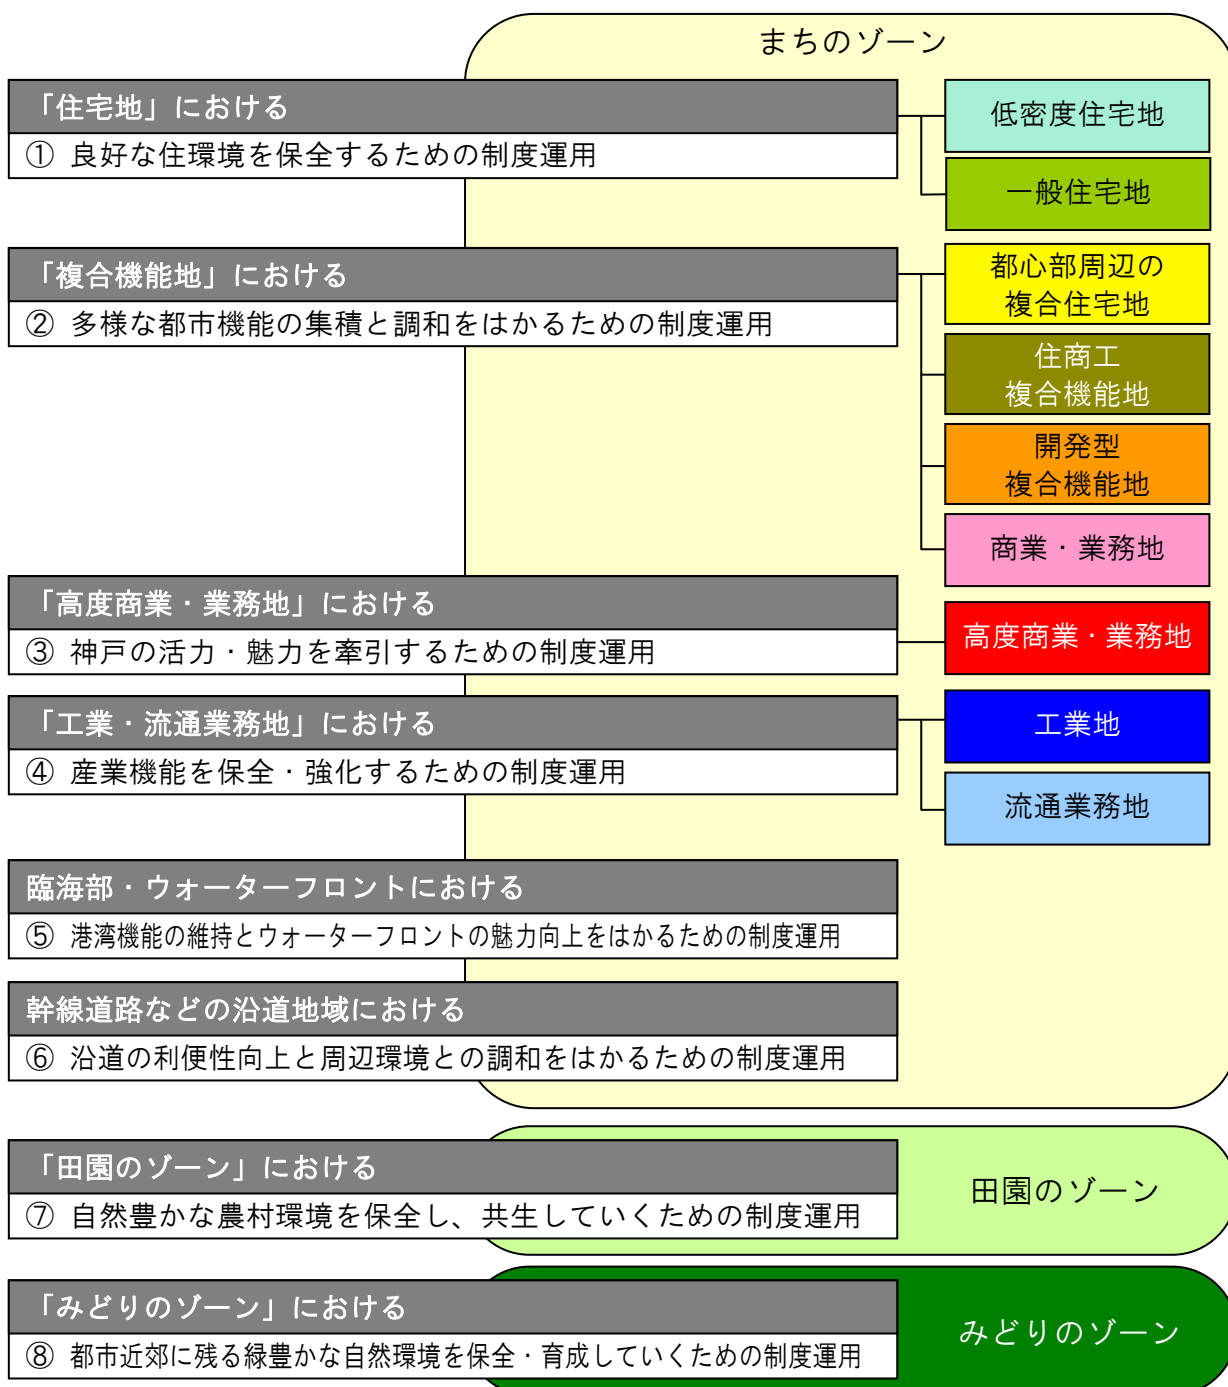 まちのゾーン
「住宅地」における
① 良好な住環境を保全するための制度運用
低密度住宅地
一般住宅地
「複合機能地」における
② 多様な都市機能の集積と調和をはかるための制度運用
都心部周辺の
複合住宅地
住商工
複合機能地
開発型
複合機能地
商業・業務地
「高度商業・業務地」における
③ 神戸の活力・魅力を牽引するための制度運用
高度商業・業務地
「工業・流通業務地」における
④ 産業機能を保全・強化するための制度運用
工業地
流通業務地
臨海部・ウォーターフロントにおける
⑤ 港湾機能の維持とウォーターフロントの魅力向上をはかるための制度運用
幹線道路などの沿道地域における
⑥ 沿道の利便性向上と周辺環境との調和をはかるための制度運用
「田園のゾーン」における
⑦ 自然豊かな農村環境を保全し、共生していくための制度運用
田園のゾーン
「みどりのゾーン」における
⑧ 都市近郊に残る緑豊かな自然環境を保全・育成していくための制度運用
みどりのゾーン